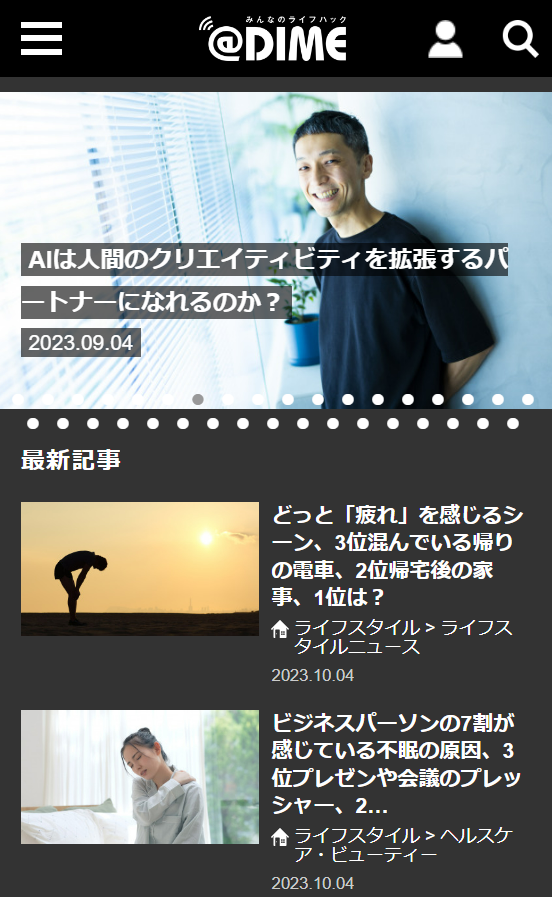 みんなのライフハック
@DIME
AIは人間のクリエイティビティを拡張するパ
ートナーになれるのか？
2023.09.04
最新記事
どっと「疲れ」を感じるシ
ーン、3位混んでいる帰り
の電車、2位帰宅後の家
事、1位は？
ライフスタイル > ライフス
タイルニュース
2023.10.04
ビジネスパーソンの7割が
感じている不眠の原因、3
位プレゼンや会議のプレッ
シャー、2...
ライフスタイル > ヘルスケ
ア・ビューティー
2023.10.04